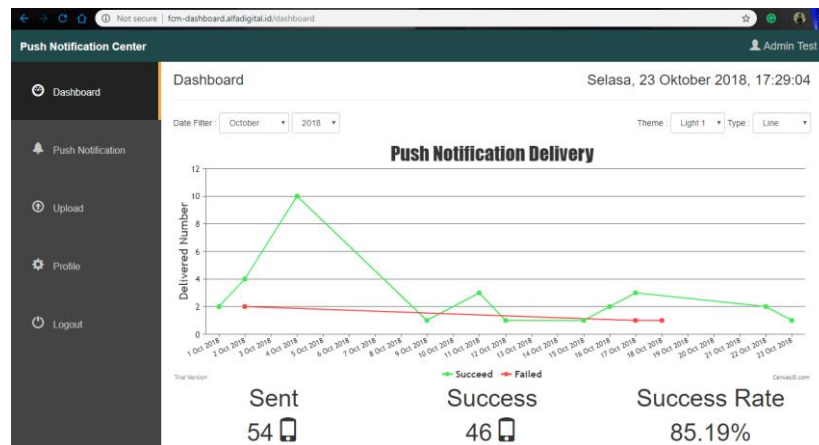 Not secure | fcm-dashboard.alfadigital.id/dashboard
Push Notification Center
Admin Test
Dashboard
Push Notification
Upload
Profile
Logout
Dashboard
Selasa, 23 Oktober 2018, 17:29:04
Date Filter : October 2018
Theme : Light 1 Type : Line
Push Notification Delivery
Delivered Number
12
10
8
6
4
2
0
1 Oct 2018
2 Oct 2018
3 Oct 2018
4 Oct 2018
5 Oct 2018
6 Oct 2018
7 Oct 2018
8 Oct 2018
9 Oct 2018
10 Oct 2018
11 Oct 2018
12 Oct 2018
13 Oct 2018
14 Oct 2018
15 Oct 2018
16 Oct 2018
17 Oct 2018
18 Oct 2018
19 Oct 2018
20 Oct 2018
21 Oct 2018
22 Oct 2018
23 Oct 2018
Succeed Failed
Trial Version
CanvasJS.com
Sent
54
Success
46
Success Rate
85.19%